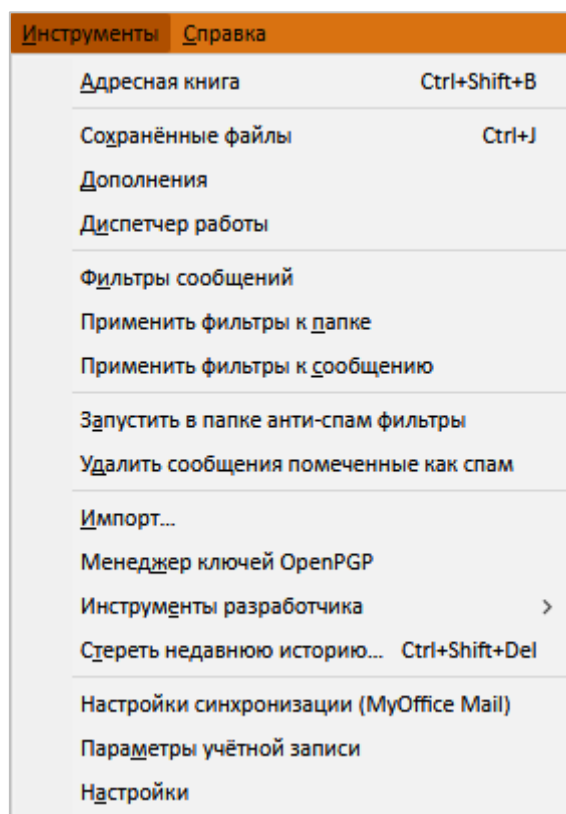 Инструменты Справка
Адресная книга Ctrl+Shift+B
Сохранённые файлы Ctrl+J
Дополнения
Диспетчер работы
Фильтры сообщений
Применить фильтры к папке
Применить фильтры к сообщению
Запустить в папке анти-спам фильтры
Удалить сообщения помеченные как спам
Импорт...
Менеджер ключей OpenPGP
Инструменты разработчика
Стереть недавнюю историю... Ctrl+Shift+Del
Настройки синхронизации (MyOffice Mail)
Параметры учётной записи
Настройки